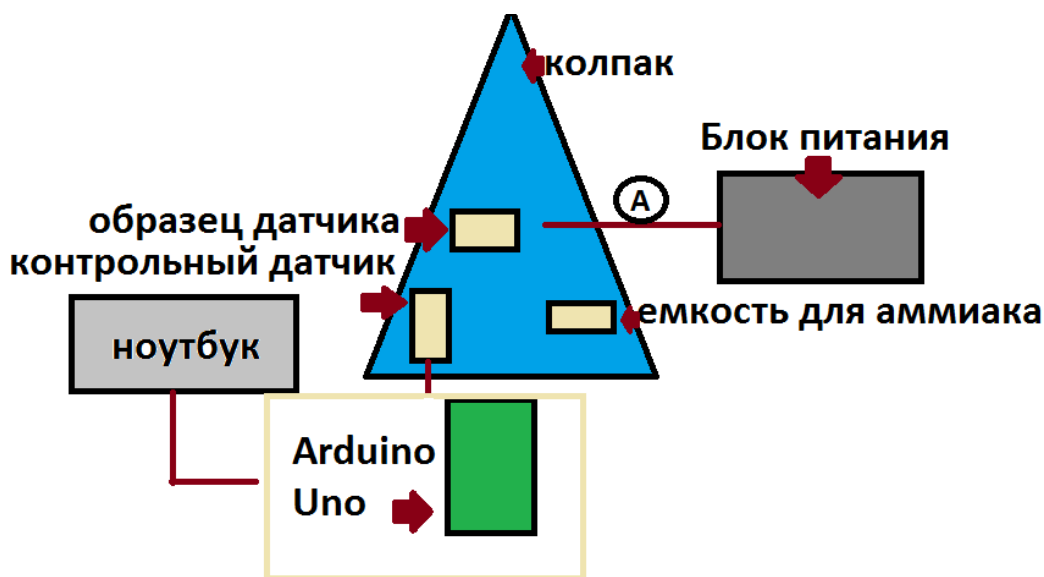 колпак
Блок питания
А
образец датчика
контрольный датчик
емкость для аммиака
ноутбук
Arduino
Uno